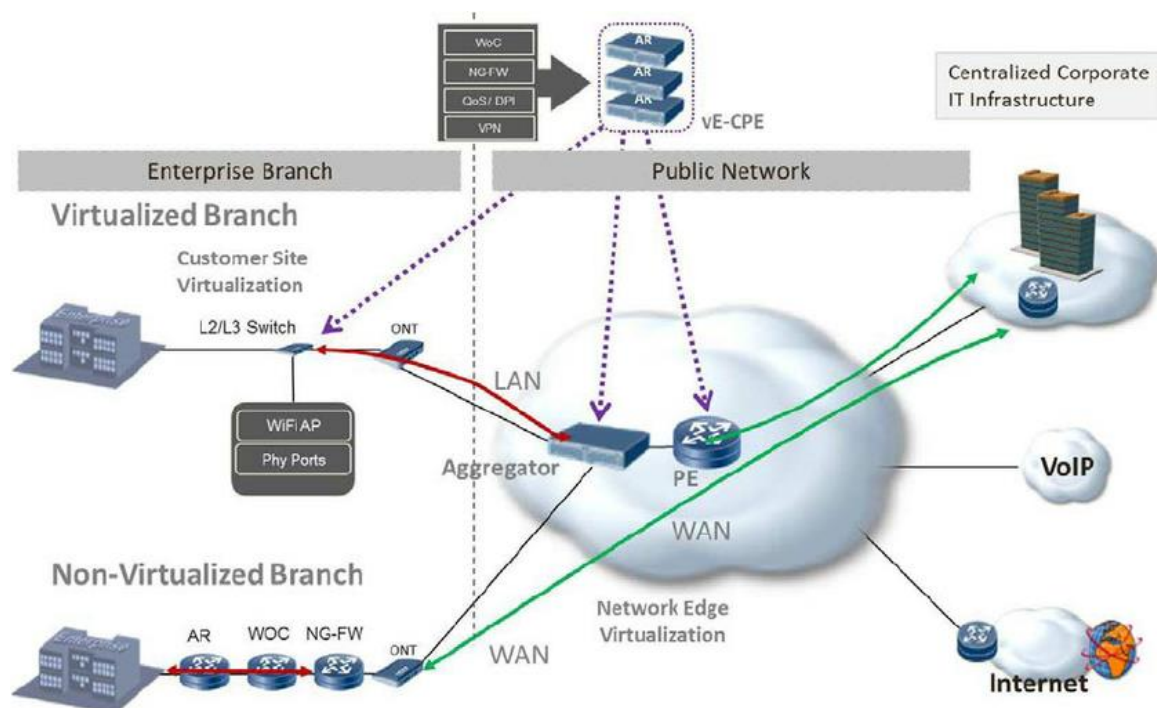 WoC
NG-FW
QoS / DPI
VPN
AR
AR
AR
vE-CPE
Centralized Corporate
IT Infrastructure
Enterprise Branch
Public Network
Virtualized Branch
Customer Site
Virtualization
Enterprise
L2/L3 Switch
ONT
LAN
WiFi AP
Phy Ports
Aggregator
PE
VoIP
WAN
Non-Virtualized Branch
Enterprise
AR
WOC
NG-FW
ONT
WAN
Network Edge
Virtualization
Internet